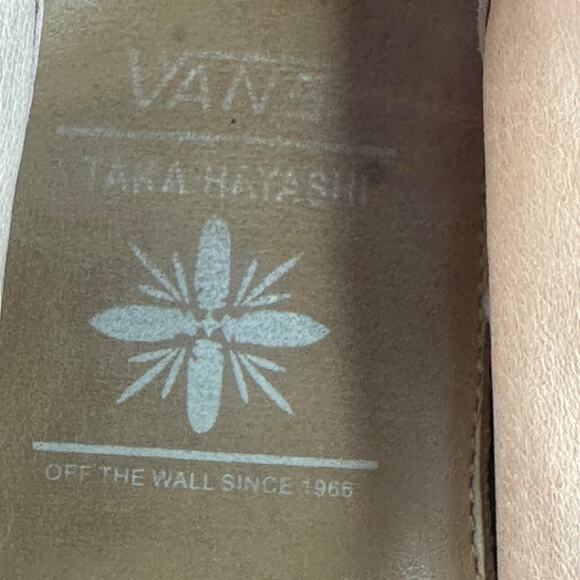 VANS
TAKA HAYASHI
OFF THE WALL SINCE 1966